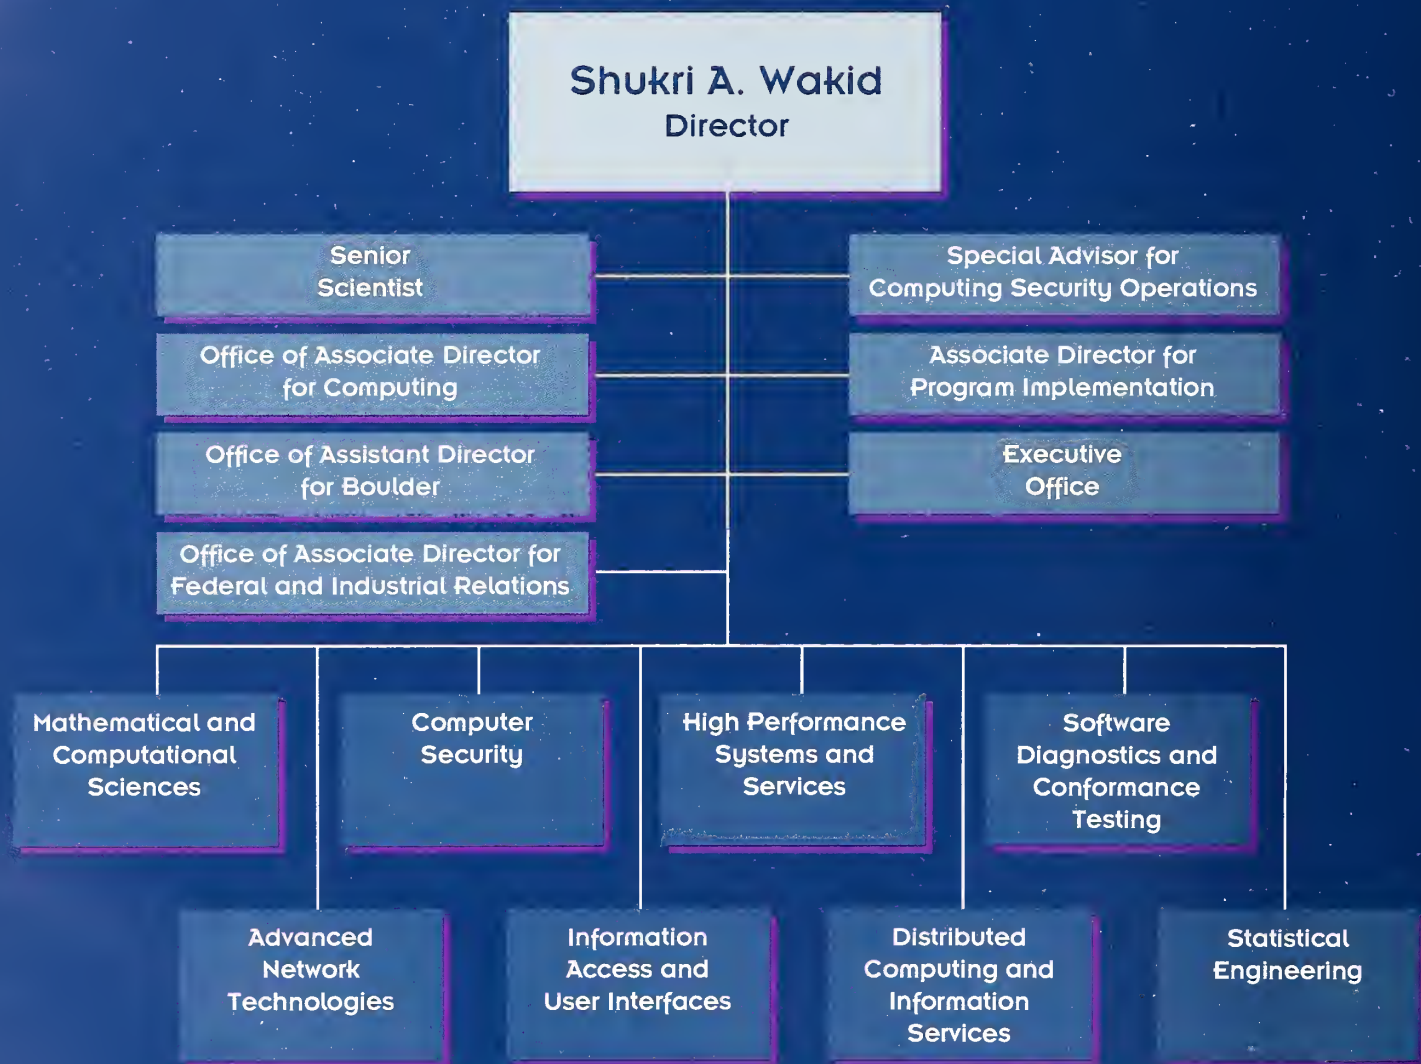 Shukri A. Wakid
Director
Senior
Scientist
Special Advisor for
Computing Security Operations
Office of Associate Director
for Computing
Associate Director for
Program Implementation
Office of Assistant Director
for Boulder
Executive
Office
Office of Associate Director for
Federal and Industrial Relations
Mathematical and
Computational
Sciences
Computer
Security
High Performance
Systems and
Services
Software
Diagnostics and
Conformance
Testing
Advanced
Network
Technologies
Information
Access and
User Interfaces
Distributed
Computing and
Information
Services
Statistical
Engineering